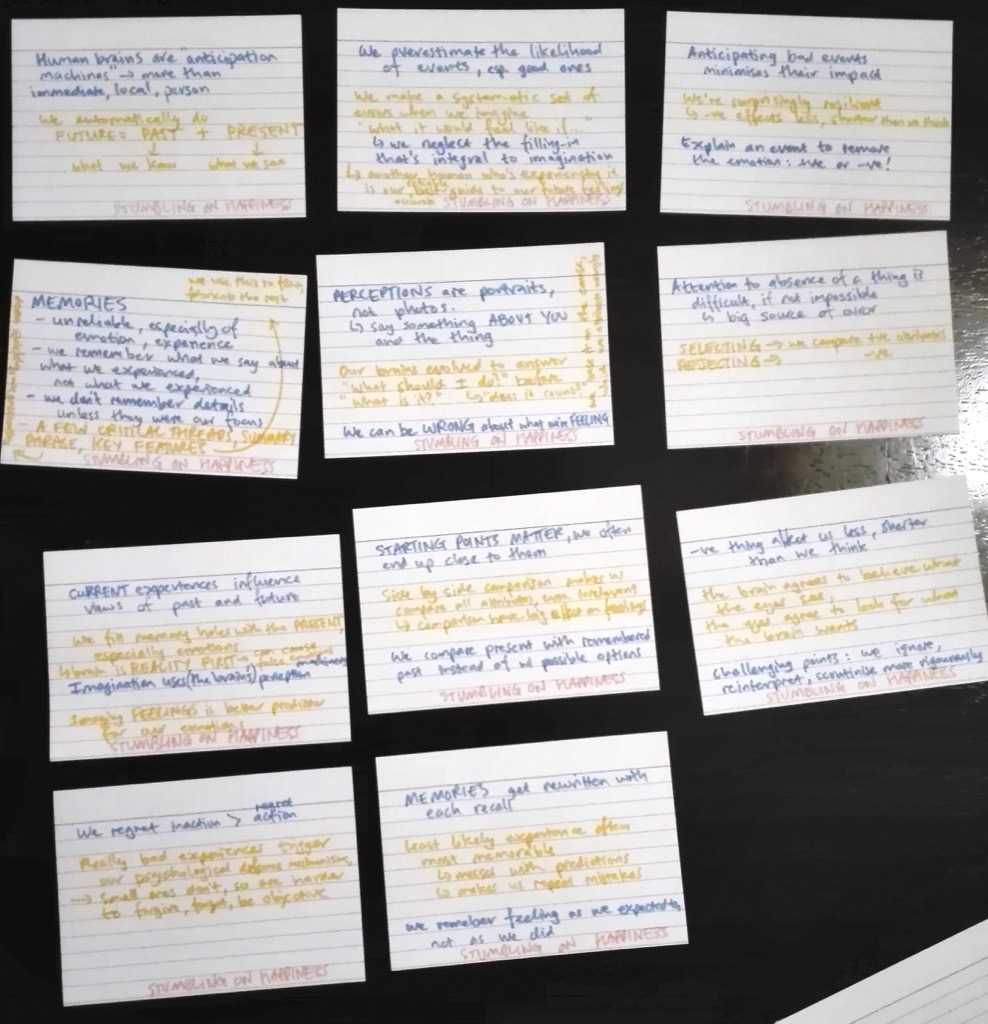 Human brains are "anticipation
machines" → more than
immediate, local, person
We automatically do
FUTURE = PAST + PRESENT
↓ ↓
what we know what we see
STUMBLING ON HAPPINESS
We overestimate the likelihood
of events, esp. good ones
We make a systematic set of
errors when we imagine
"what it would feel like if..."
↳ we neglect the filling-in
that's integral to imagination
↳ another human who's experiencing it
is our best guide to our future feelings
STUMBLING ON HAPPINESS
Anticipating bad events
minimises their impact
We're surprisingly resilient
↳ -ve effects less, shorter than we think
Explain an event to remove
the emotion: +ve or -ve!
STUMBLING ON HAPPINESS
we use this to
fabricate the rest
MEMORIES
- unreliable, especially of
emotion, experience
- we remember what we say about
what we experienced,
not what we experienced
- we don't remember details
unless they were our focus
- A FEW CRITICAL THREADS, SUMMARY
PHRASE, KEY FEATURES
STUMBLING ON HAPPINESS
PERCEPTIONS are portraits,
not photos.
↳ say something ABOUT YOU
and the thing
Our brains evolved to answer
"What should I do?" before
"What is it?" ↳ "does it count?"
We can be WRONG about what we're FEELING
STUMBLING ON HAPPINESS
Attention to absence of a thing is
difficult, if not impossible
↳ big source of error
SELECTING → we compare +ve attributes
REJECTING → -ve
STUMBLING ON HAPPINESS
CURRENT experiences influence
views of past and future
We fill memory holes with the PRESENT,
especially emotions
↳ brain is REALITY FIRST → can cause false
Imagination uses (the brain's) perception machinery
Imaging FEELINGS is better predictor
for our emotions
STUMBLING ON HAPPINESS
STARTING POINTS MATTER, we often
end up close to them
Side by side comparison makes us
compare all attributes, even irrelevant
↳ comparison have big effect on feelings
We compare present with remembered
past instead of w/ possible options
STUMBLING ON HAPPINESS
-ve thing affect us less, shorter
than we think
the brain agrees to believe what
the eyes see,
the eyes agree to look for what
the brain wants
Challenging points: we ignore,
reinterpret, scrutinise more rigourously
STUMBLING ON HAPPINESS
We regret inaction > regret
action
Really bad experiences trigger
our psychological defense mechanisms,
→ small ones don't, so are harder
to forgive, forget, be objective
STUMBLING ON HAPPINESS
MEMORIES get rewritten with
each recall
Least likely experience often
most memorable
↳ messes with predictions
↳ makes us repeat mistakes
we remeber feeling as we expected to,
not as we did
STUMBLING ON HAPPINESS